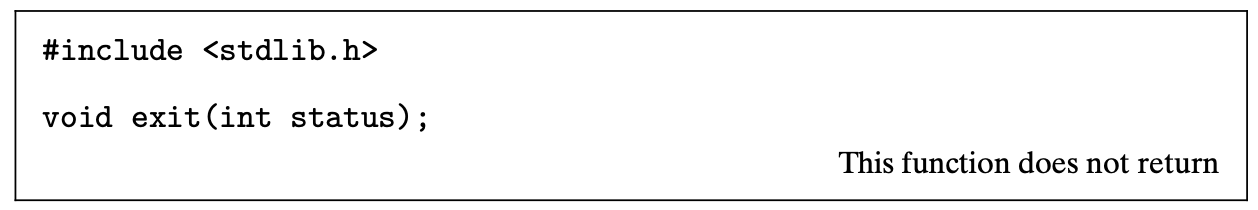 #include <stdlib.h>
void exit(int status);
This function does not return